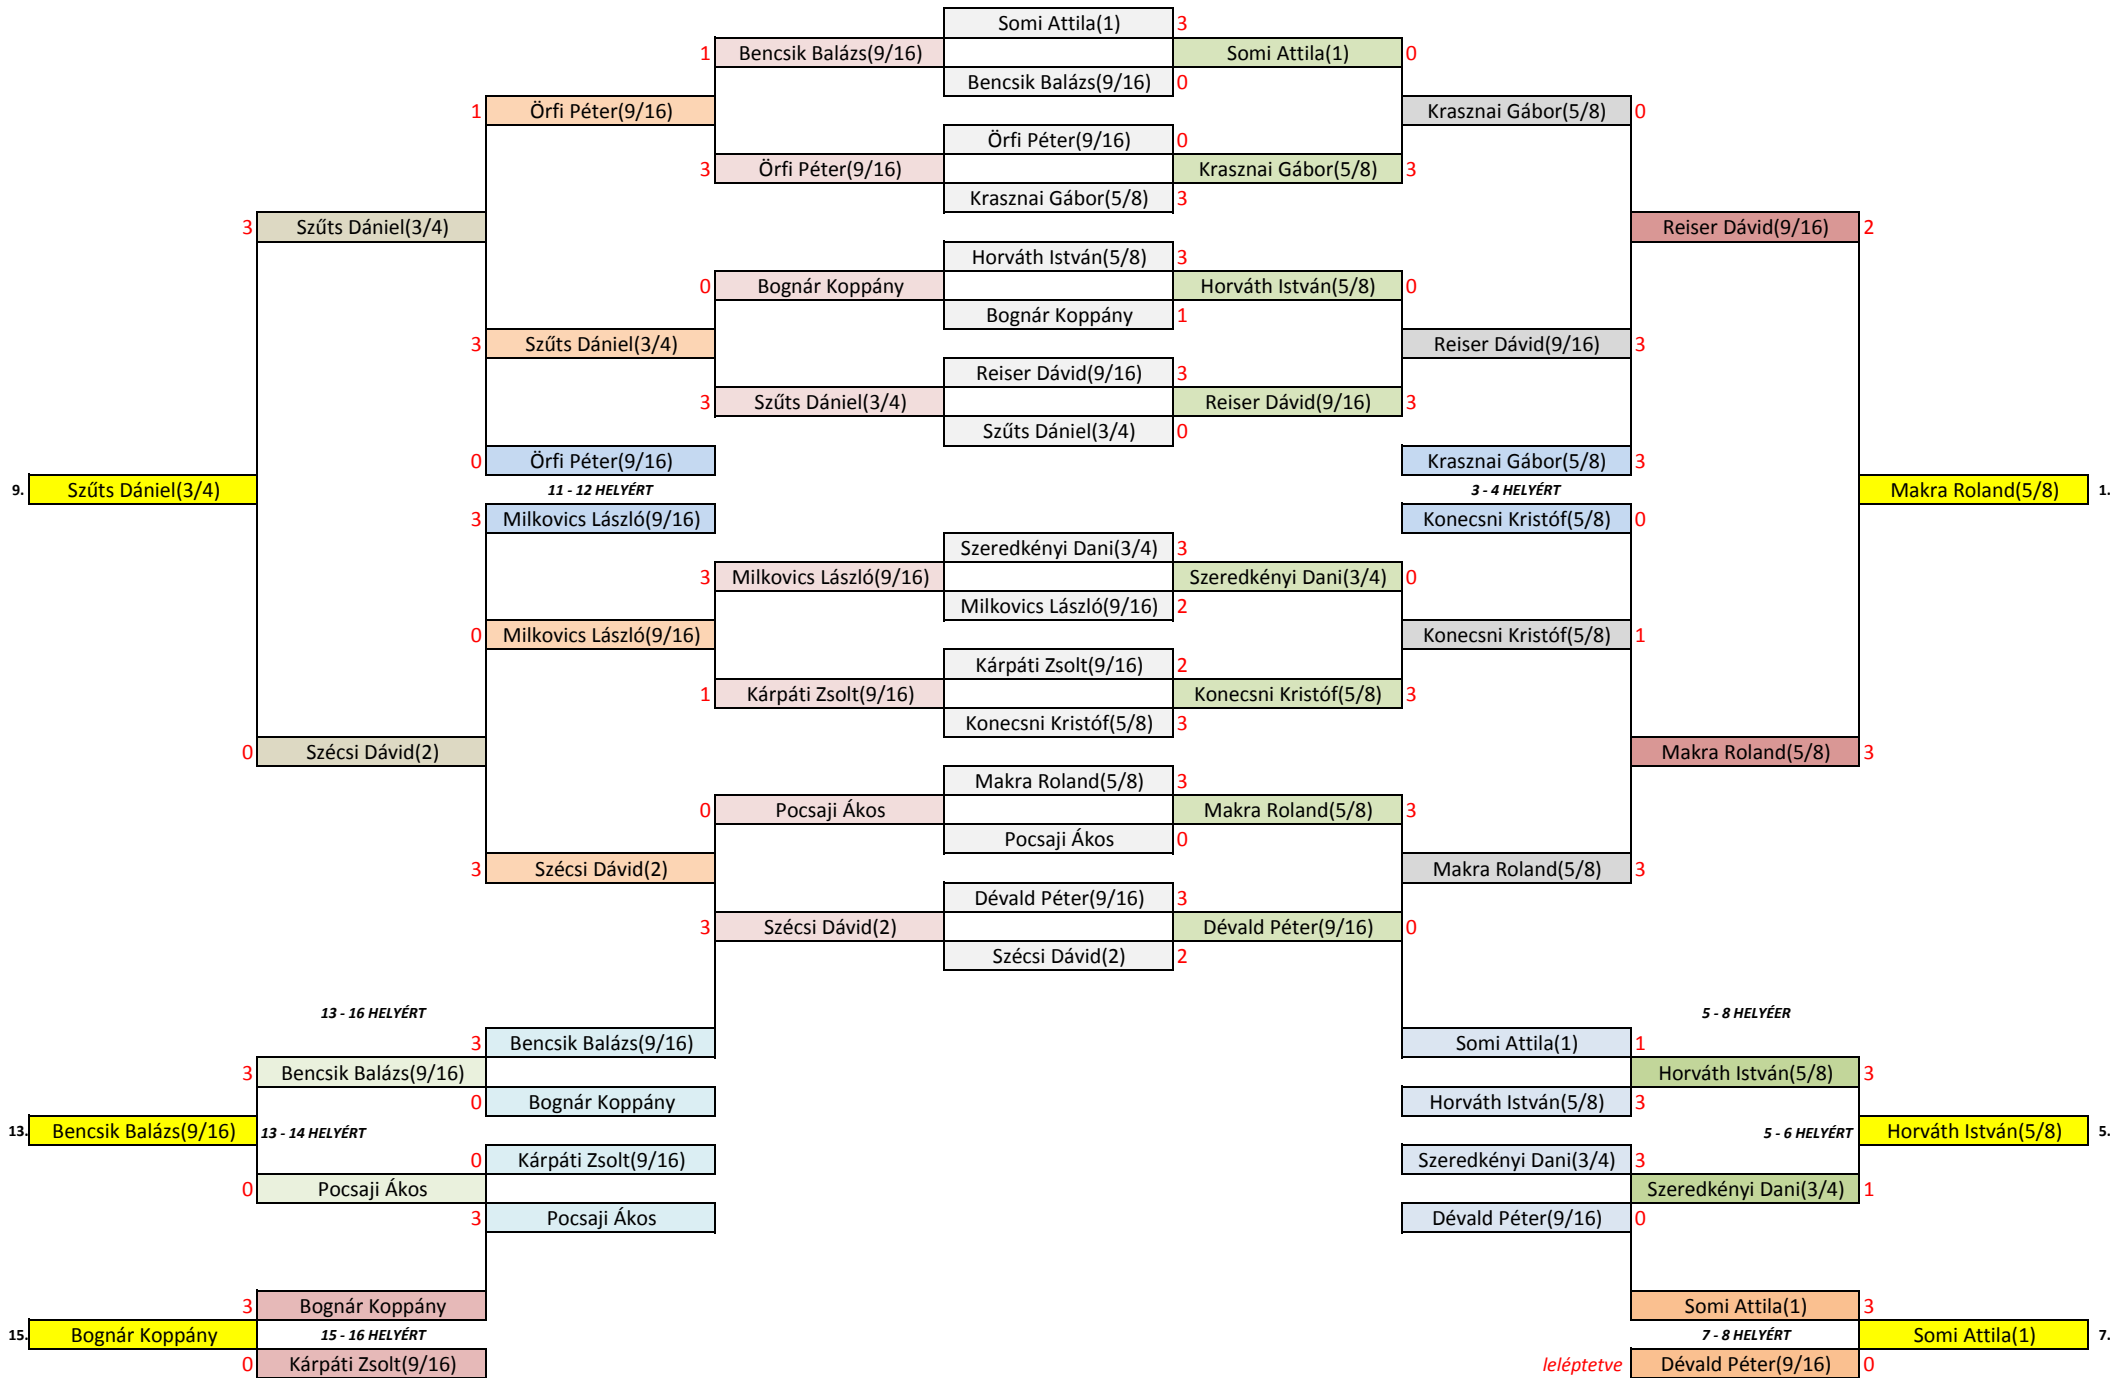 Somi Attila(1) 3
1 Bencsik Balázs(9/16) Somi Attila(1) 0
Bencsik Balázs(9/16) 0
1 Örfi Péter(9/16) Krasznai Gábor(5/8) 0
Örfi Péter(9/16) 0
3 Örfi Péter(9/16) Krasznai Gábor(5/8) 3
Krasznai Gábor(5/8) 3
3 Szűts Dániel(3/4) Reiser Dávid(9/16) 2
Horváth István(5/8) 3
0 Bognár Koppány Horváth István(5/8) 0
Bognár Koppány 1
3 Szűts Dániel(3/4) Reiser Dávid(9/16) 3
Reiser Dávid(9/16) 3
3 Szűts Dániel(3/4) Reiser Dávid(9/16) 3
Szűts Dániel(3/4) 0
0 Örfi Péter(9/16) Krasznai Gábor(5/8) 3
9. Szűts Dániel(3/4) 11 - 12 HELYÉRT 3 - 4 HELYÉRT Makra Roland(5/8) 1.
3 Milkovics László(9/16) Konecsni Kristóf(5/8) 0
Szeredkényi Dani(3/4) 3
3 Milkovics László(9/16) Szeredkényi Dani(3/4) 0
Milkovics László(9/16) 2
0 Milkovics László(9/16) Konecsni Kristóf(5/8) 1
Kárpáti Zsolt(9/16) 2
1 Kárpáti Zsolt(9/16) Konecsni Kristóf(5/8) 3
Konecsni Kristóf(5/8) 3
0 Szécsi Dávid(2) Makra Roland(5/8) 3
Makra Roland(5/8) 3
0 Pocsaji Ákos Makra Roland(5/8) 3
Pocsaji Ákos 0
3 Szécsi Dávid(2) Makra Roland(5/8) 3
Dévald Péter(9/16) 3
3 Szécsi Dávid(2) Dévald Péter(9/16) 0
Szécsi Dávid(2) 2
13 - 16 HELYÉRT 5 - 8 HELYÉER
3 Bencsik Balázs(9/16) Somi Attila(1) 1
3 Bencsik Balázs(9/16) Horváth István(5/8) 3
0 Bognár Koppány Horváth István(5/8) 3
13. Bencsik Balázs(9/16) 13 - 14 HELYÉRT 5 - 6 HELYÉRT Horváth István(5/8) 5.
0 Kárpáti Zsolt(9/16) Szeredkényi Dani(3/4) 3
0 Pocsaji Ákos Szeredkényi Dani(3/4) 1
3 Pocsaji Ákos Dévald Péter(9/16) 0
3 Bognár Koppány Somi Attila(1) 3
15. Bognár Koppány 15 - 16 HELYÉRT 7 - 8 HELYÉRT Somi Attila(1) 7.
0 Kárpáti Zsolt(9/16) leléptetve Dévald Péter(9/16) 0